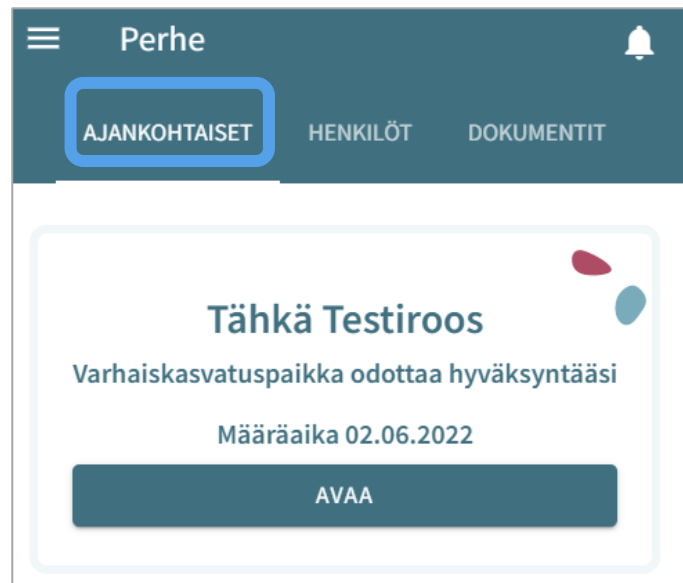 Perhe
AJANKOHTAISET HENKILÖT DOKUMENTIT
Tähkä Testiroos
Varhaiskasvatuspaikka odottaa hyväksyntääsi
Määräaika 02.06.2022
AVAA